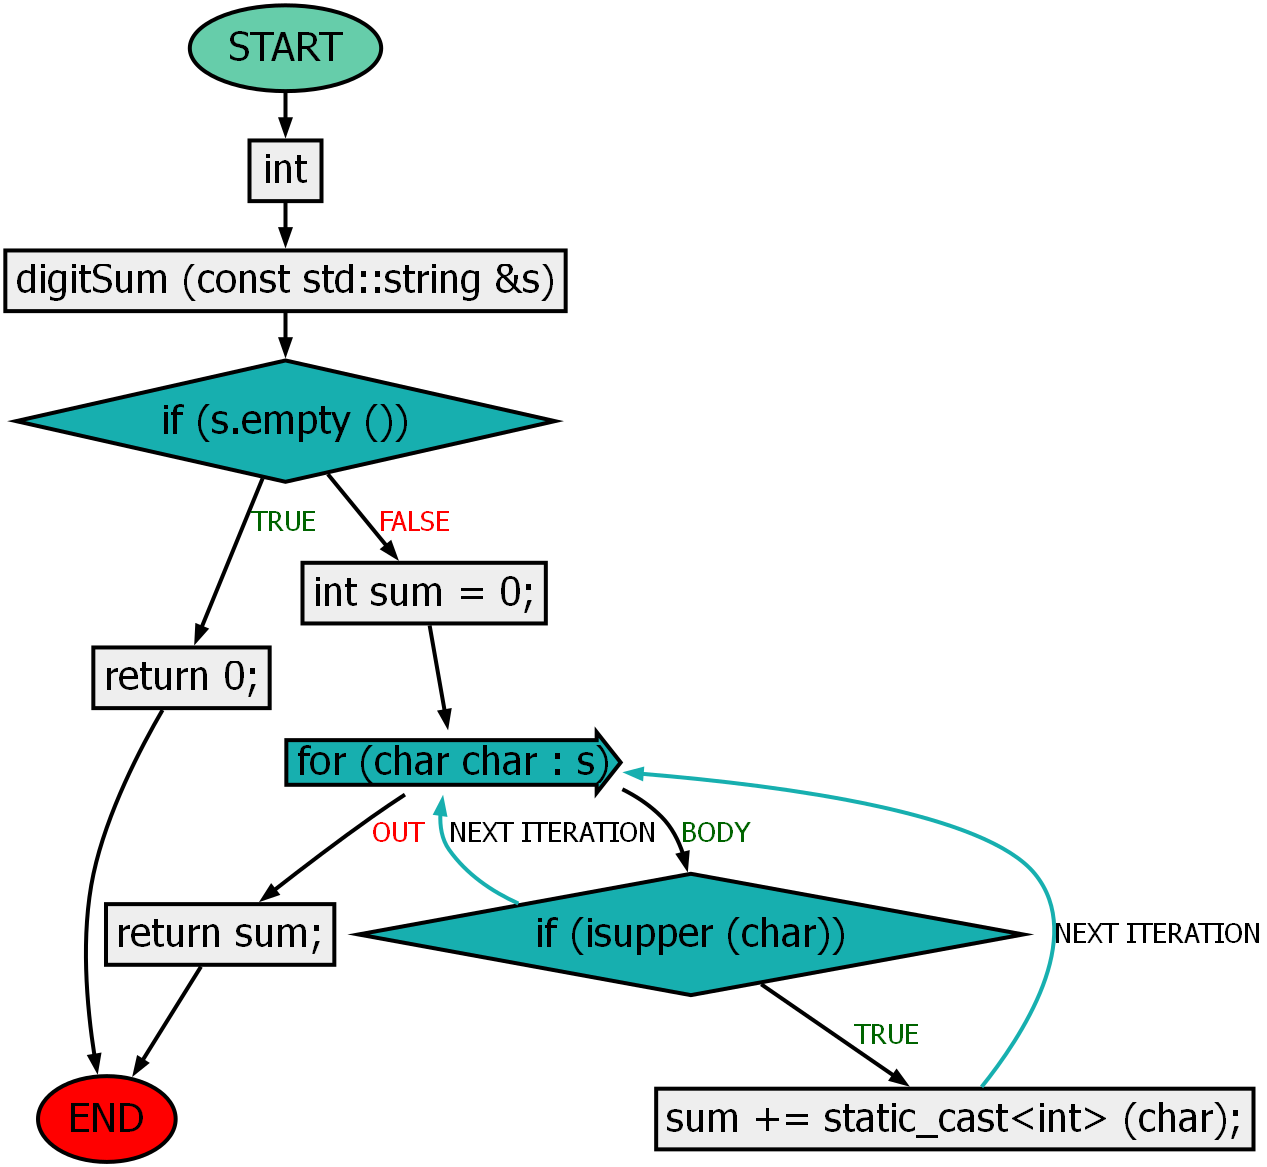 START
int
digitSum (const std::string &s)
if (s.empty ())
TRUE
FALSE
int sum = 0;
return 0;
for (char char : s)
OUT
NEXT ITERATION
BODY
return sum;
if (isupper (char))
NEXT ITERATION
TRUE
END
sum += static_cast<int> (char);